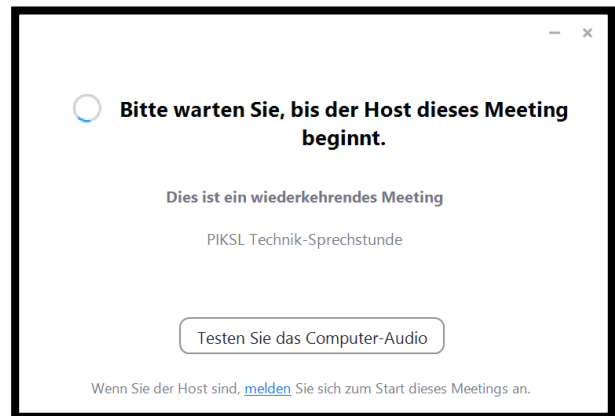 Bitte warten Sie, bis der Host dieses Meeting
beginnt.
Dies ist ein wiederkehrendes Meeting
PIKSL Technik-Sprechstunde
Testen Sie das Computer-Audio
Wenn Sie der Host sind, melden Sie sich zum Start dieses Meetings an.